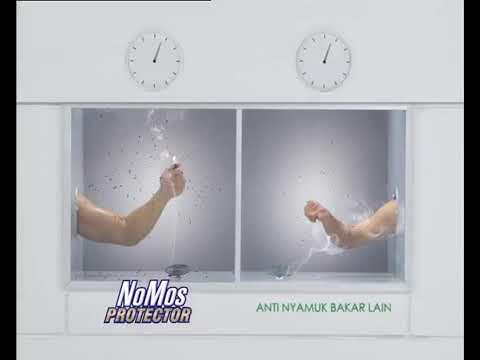 NoMos
PROTECTOR
ANTI NYAMUK BAKAR LAIN